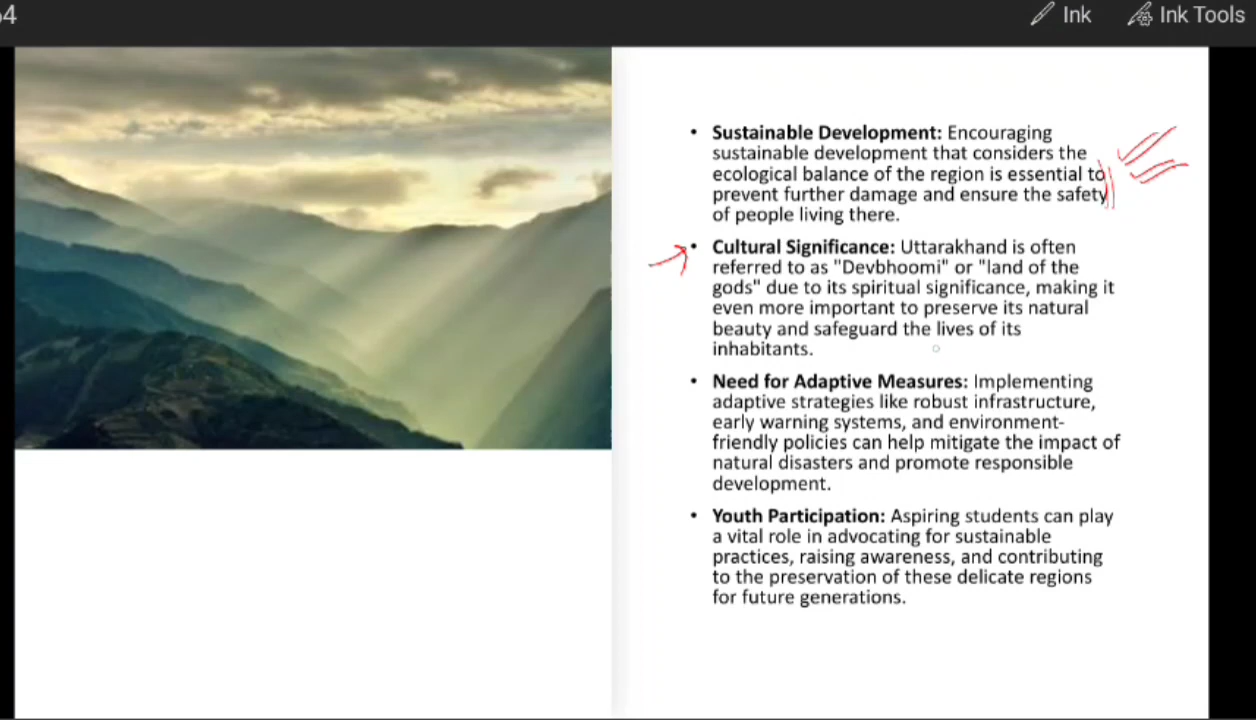 64
Ink
Ink Tools
• Sustainable Development: Encouraging
sustainable development that considers the
ecological balance of the region is essential to
prevent further damage and ensure the safety
of people living there.
• Cultural Significance: Uttarakhand is often
referred to as "Devbhoomi" or "land of the
gods" due to its spiritual significance, making it
even more important to preserve its natural
beauty and safeguard the lives of its
inhabitants.
• Need for Adaptive Measures: Implementing
adaptive strategies like robust infrastructure,
early warning systems, and environment-
friendly policies can help mitigate the impact of
natural disasters and promote responsible
development.
• Youth Participation: Aspiring students can play
a vital role in advocating for sustainable
practices, raising awareness, and contributing
to the preservation of these delicate regions
for future generations.